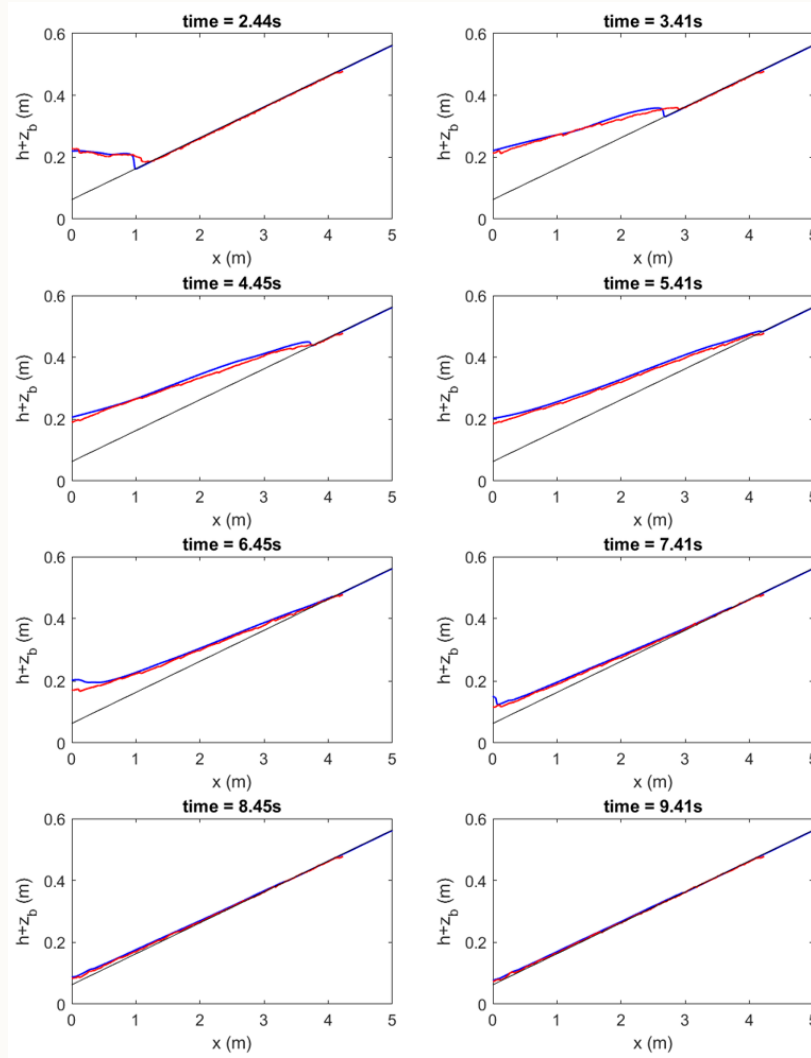 time = 2.44s
0.6
0.4
0.2
0
h+z_b (m)
0 1 2 3 4 5
x (m)
time = 3.41s
0.6
0.4
0.2
0
h+z_b (m)
0 1 2 3 4 5
x (m)
time = 4.45s
0.6
0.4
0.2
0
h+z_b (m)
0 1 2 3 4 5
x (m)
time = 5.41s
0.6
0.4
0.2
0
h+z_b (m)
0 1 2 3 4 5
x (m)
time = 6.45s
0.6
0.4
0.2
0
h+z_b (m)
0 1 2 3 4 5
x (m)
time = 7.41s
0.6
0.4
0.2
0
h+z_b (m)
0 1 2 3 4 5
x (m)
time = 8.45s
0.6
0.4
0.2
0
h+z_b (m)
0 1 2 3 4 5
x (m)
time = 9.41s
0.6
0.4
0.2
0
h+z_b (m)
0 1 2 3 4 5
x (m)